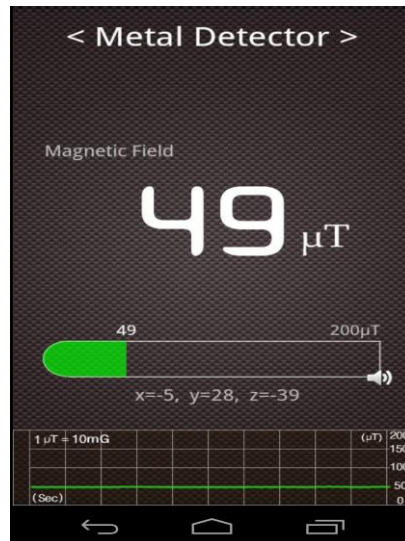 < Metal Detector >
Magnetic Field
49 μT
49 200μT
x=-5, y=28, z=-39
1 μT = 10mG (μT) 200
150
100
50
(Sec) 0